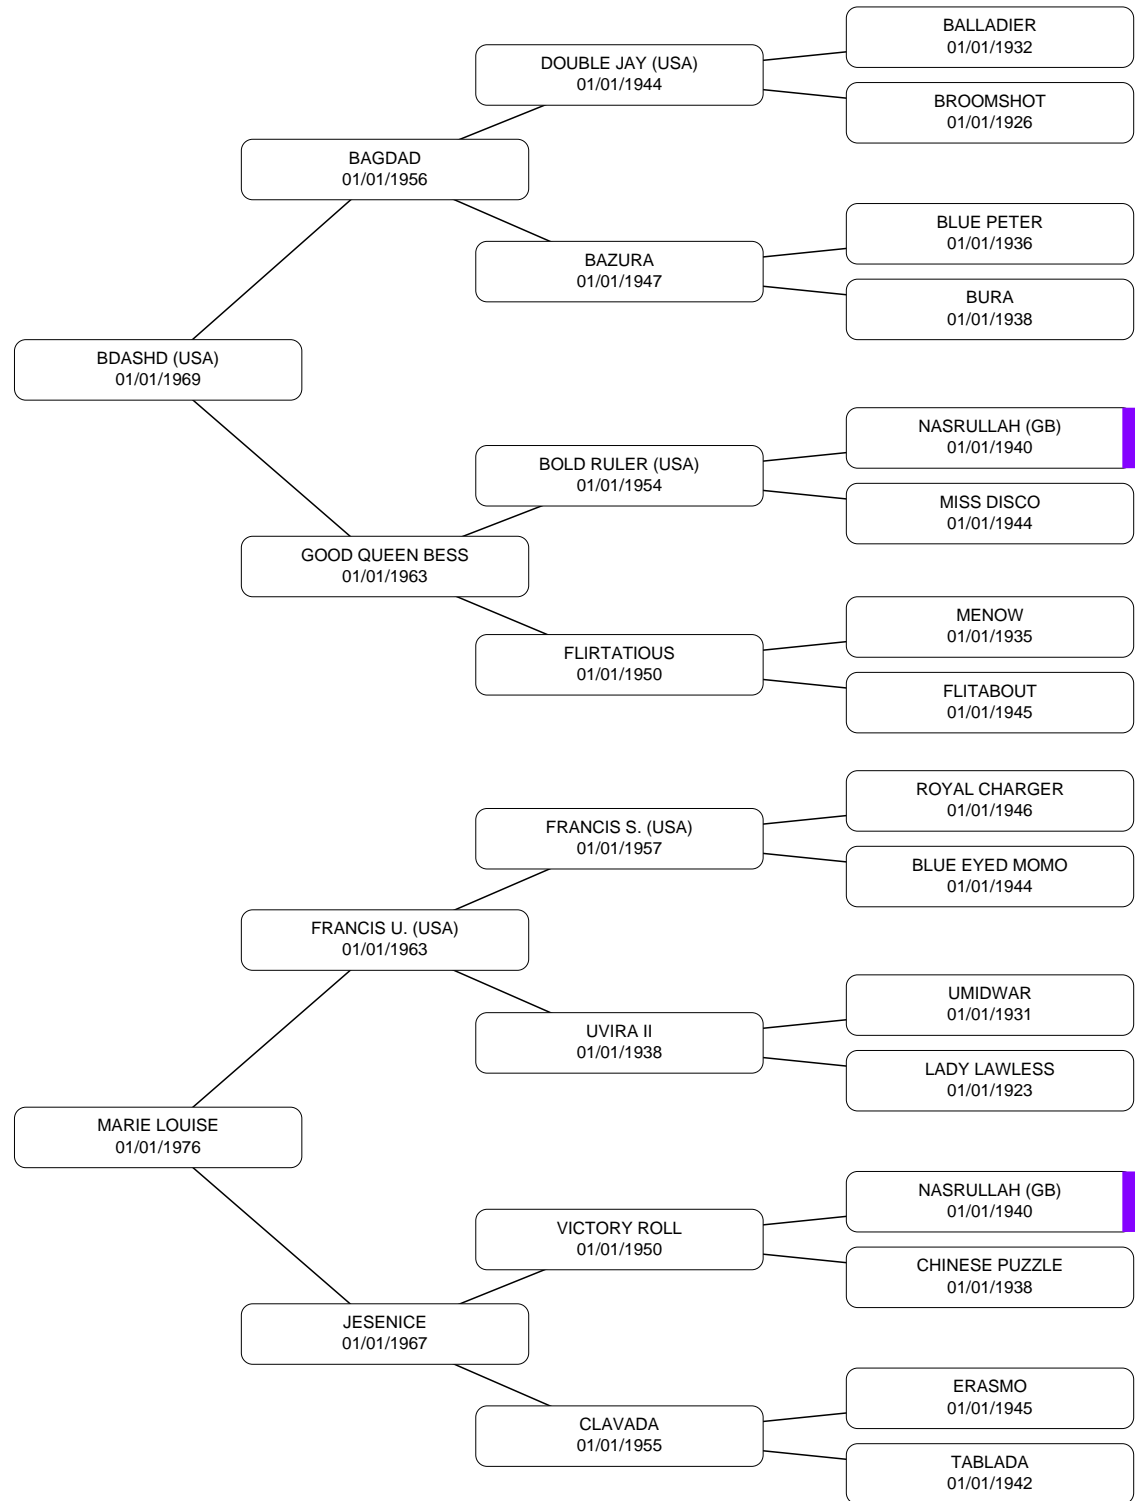 BALLADIER
01/01/1932
DOUBLE JAY (USA)
01/01/1944
BROOMSHOT
01/01/1926
BAGDAD
01/01/1956
BLUE PETER
01/01/1936
BAZURA
01/01/1947
BURA
01/01/1938
BDASHD (USA)
01/01/1969
NASRULLAH (GB)
01/01/1940
BOLD RULER (USA)
01/01/1954
MISS DISCO
01/01/1944
GOOD QUEEN BESS
01/01/1963
MENOW
01/01/1935
FLIRTATIOUS
01/01/1950
FLITABOUT
01/01/1945
ROYAL CHARGER
01/01/1946
FRANCIS S. (USA)
01/01/1957
BLUE EYED MOMO
01/01/1944
FRANCIS U. (USA)
01/01/1963
UMIDWAR
01/01/1931
UVIRA II
01/01/1938
LADY LAWLESS
01/01/1923
MARIE LOUISE
01/01/1976
NASRULLAH (GB)
01/01/1940
VICTORY ROLL
01/01/1950
CHINESE PUZZLE
01/01/1938
JESENICE
01/01/1967
ERASMO
01/01/1945
CLAVADA
01/01/1955
TABLADA
01/01/1942